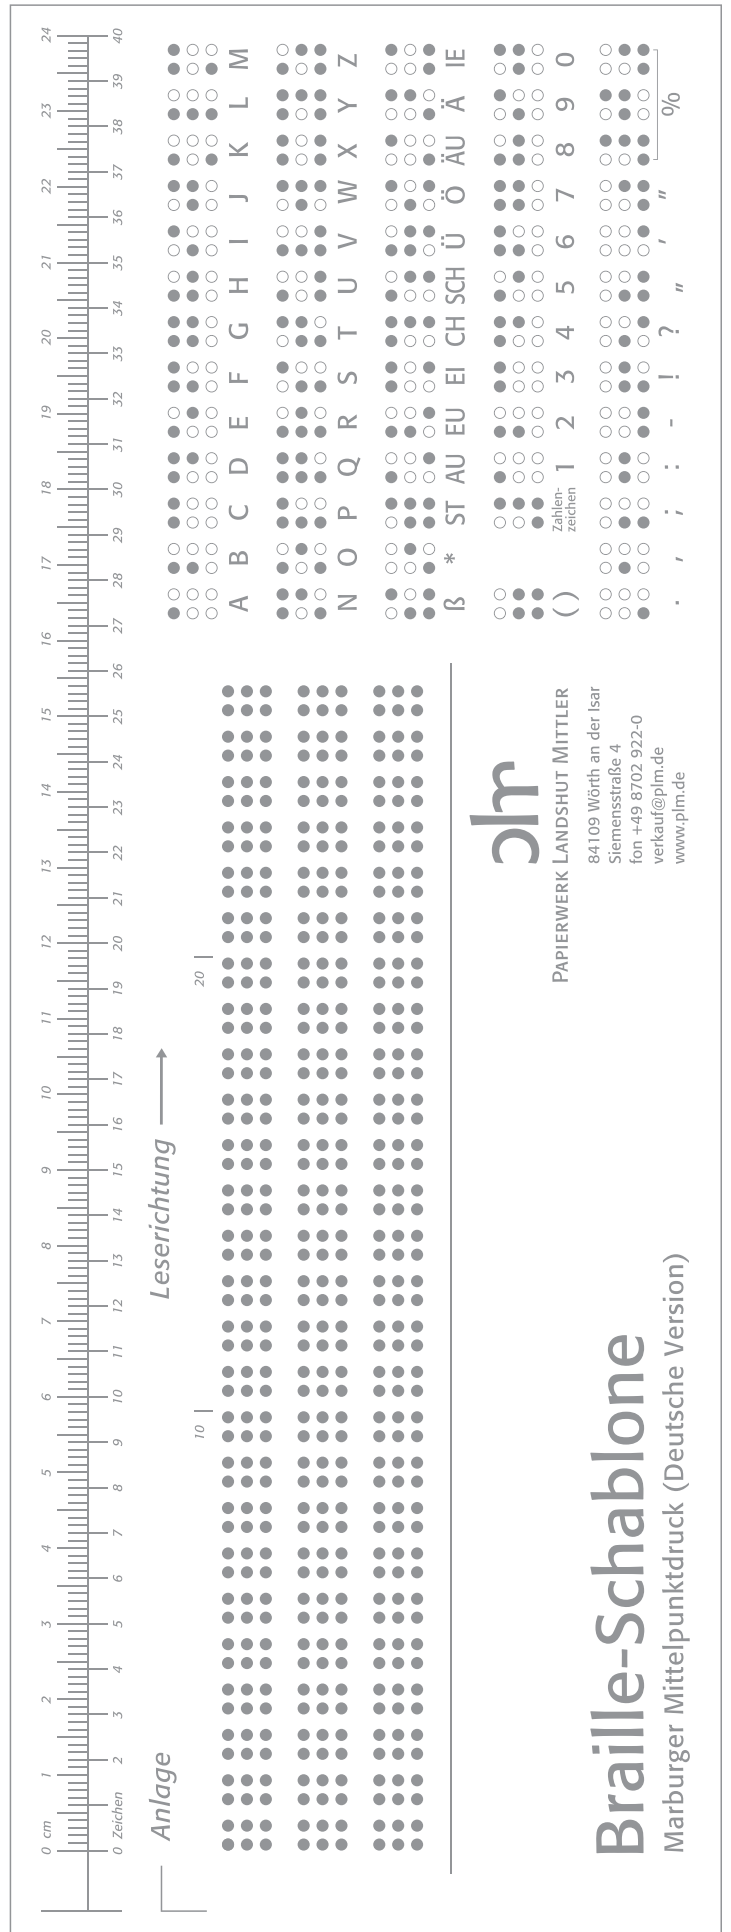 0 cm 1 2 3 4 5 6 7 8 9 10 11 12 13 14 15 16 17 18 19 20 21 22 23 24
0 Zeichen 2 3 4 5 6 7 8 9 10 11 12 13 14 15 16 17 18 19 20 21 22 23 24 25 26 27 28 29 30 31 32 33 34 35 36 37 38 39 40
Anlage
Leserichtung
10 20
A B C D E F G H I J K L M
N O P Q R S T U V W X Y Z
ß * ST AU EU EI CH SCH Ü Ö ÄU Ä IE
( ) Zahlen-
zeichen 1 2 3 4 5 6 7 8 9 0
. , ; : - ! ? „ ‚ “ %
plm
PAPIERWERK LANDSHUT MITTLER
84109 Wörth an der Isar
Siemensstraße 4
fon +49 8702 922-0
verkauf@plm.de
www.plm.de
Braille-Schablone
Marburger Mittelpunktdruck (Deutsche Version)